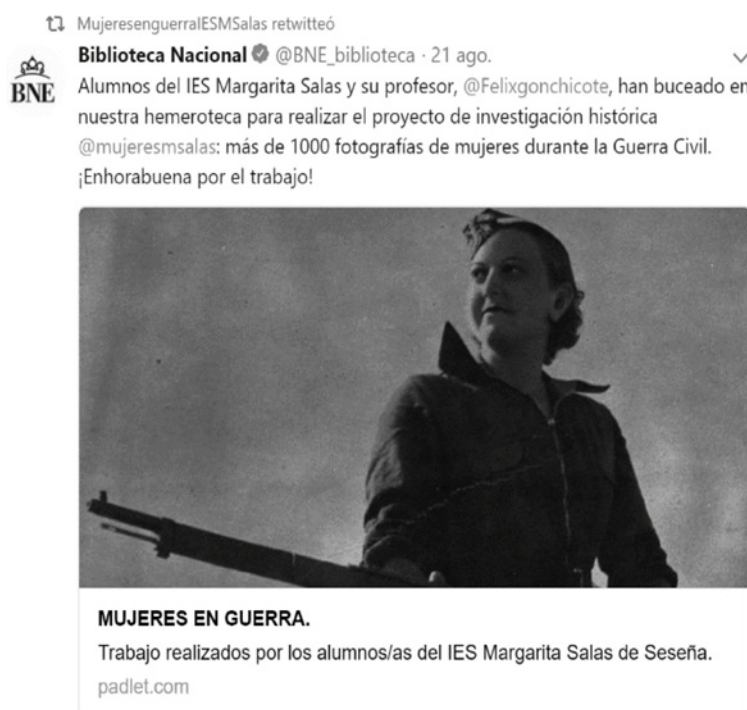 MujeresenguerraIESMSalas retwitteó
Biblioteca Nacional @BNE_biblioteca · 21 ago.
BNE
Alumnos del IES Margarita Salas y su profesor, @Felixgonchicote, han buceado en
nuestra hemeroteca para realizar el proyecto de investigación histórica
@mujeresmsalas: más de 1000 fotografías de mujeres durante la Guerra Civil.
¡Enhorabuena por el trabajo!
MUJERES EN GUERRA.
Trabajo realizados por los alumnos/as del IES Margarita Salas de Seseña.
padlet.com